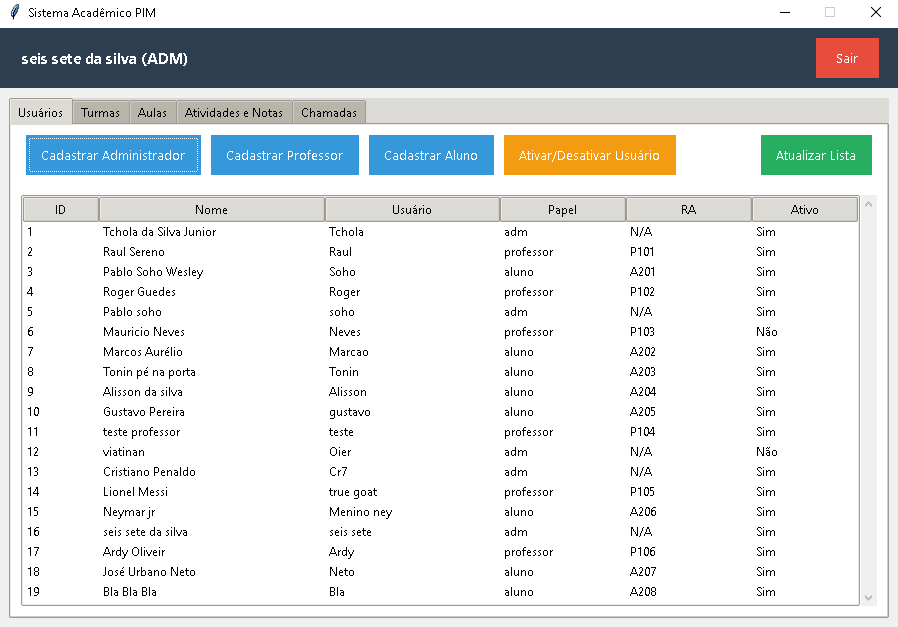 Sistema Acadêmico PIM
seis sete da silva (ADM)
Sair
Usuários Turmas Aulas Atividades e Notas Chamadas
Cadastrar Administrador Cadastrar Professor Cadastrar Aluno Ativar/Desativar Usuário Atualizar Lista
ID Nome Usuário Papel RA Ativo
1 Tchola da Silva Junior Tchola adm N/A Sim
2 Raul Sereno Raul professor P101 Sim
3 Pablo Soho Wesley Soho aluno A201 Sim
4 Roger Guedes Roger professor P102 Sim
5 Pablo soho soho adm N/A Sim
6 Mauricio Neves Neves professor P103 Não
7 Marcos Aurélio Marcao aluno A202 Sim
8 Tonin pé na porta Tonin aluno A203 Sim
9 Alisson da silva Alisson aluno A204 Sim
10 Gustavo Pereira gustavo aluno A205 Sim
11 teste professor teste professor P104 Sim
12 viatinan Oier adm N/A Não
13 Cristiano Penaldo Cr7 adm N/A Sim
14 Lionel Messi true goat professor P105 Sim
15 Neymar jr Menino ney aluno A206 Sim
16 seis sete da silva seis sete adm N/A Sim
17 Ardy Oliveir Ardy professor P106 Sim
18 José Urbano Neto Neto aluno A207 Sim
19 Bla Bla Bla Bla aluno A208 Sim